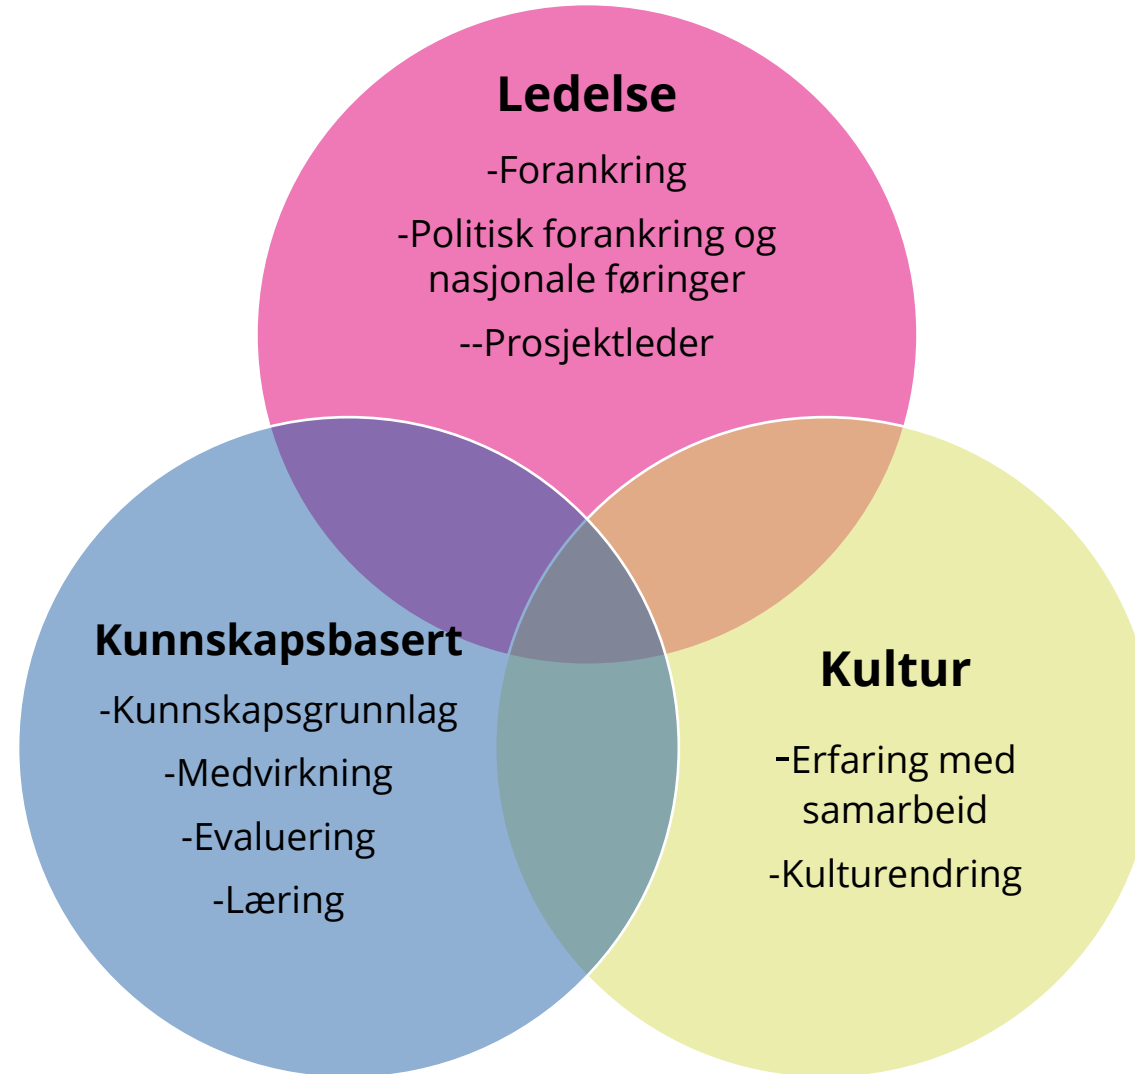 Ledelse
-Forankring
-Politisk forankring og
nasjonale føringer
--Prosjektleder
Kunnskapsbasert
-Kunnskapsgrunnlag
-Medvirkning
-Evaluering
-Læring
Kultur
-Erfaring med
samarbeid
-Kulturendring